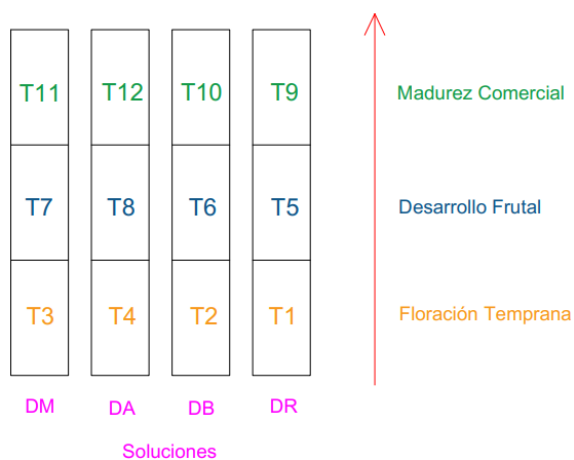 T11 T12 T10 T9 Madurez Comercial
T7 T8 T6 T5 Desarrollo Frutal
T3 T4 T2 T1 Floración Temprana
DM DA DB DR
Soluciones